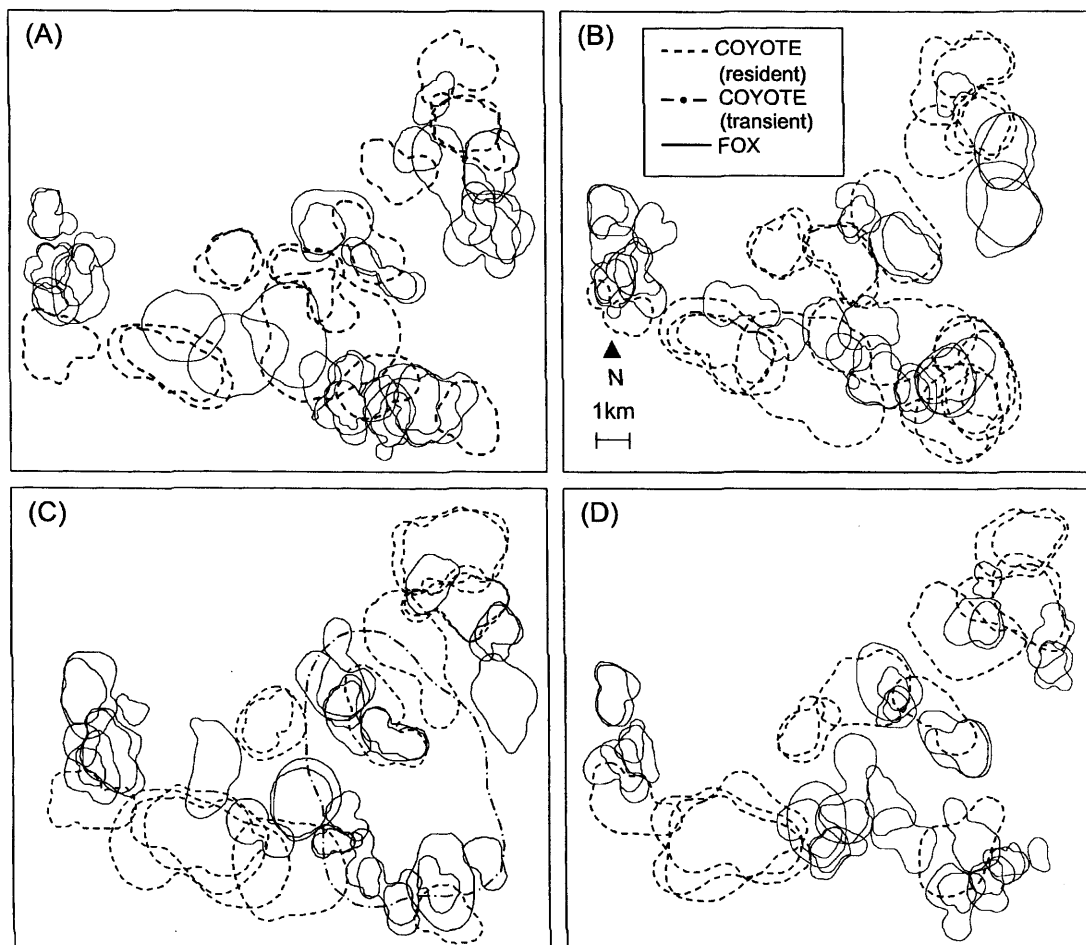 (A)
(B)
COYOTE
(resident)
COYOTE
(transient)
FOX
N
1km
(C)
(D)